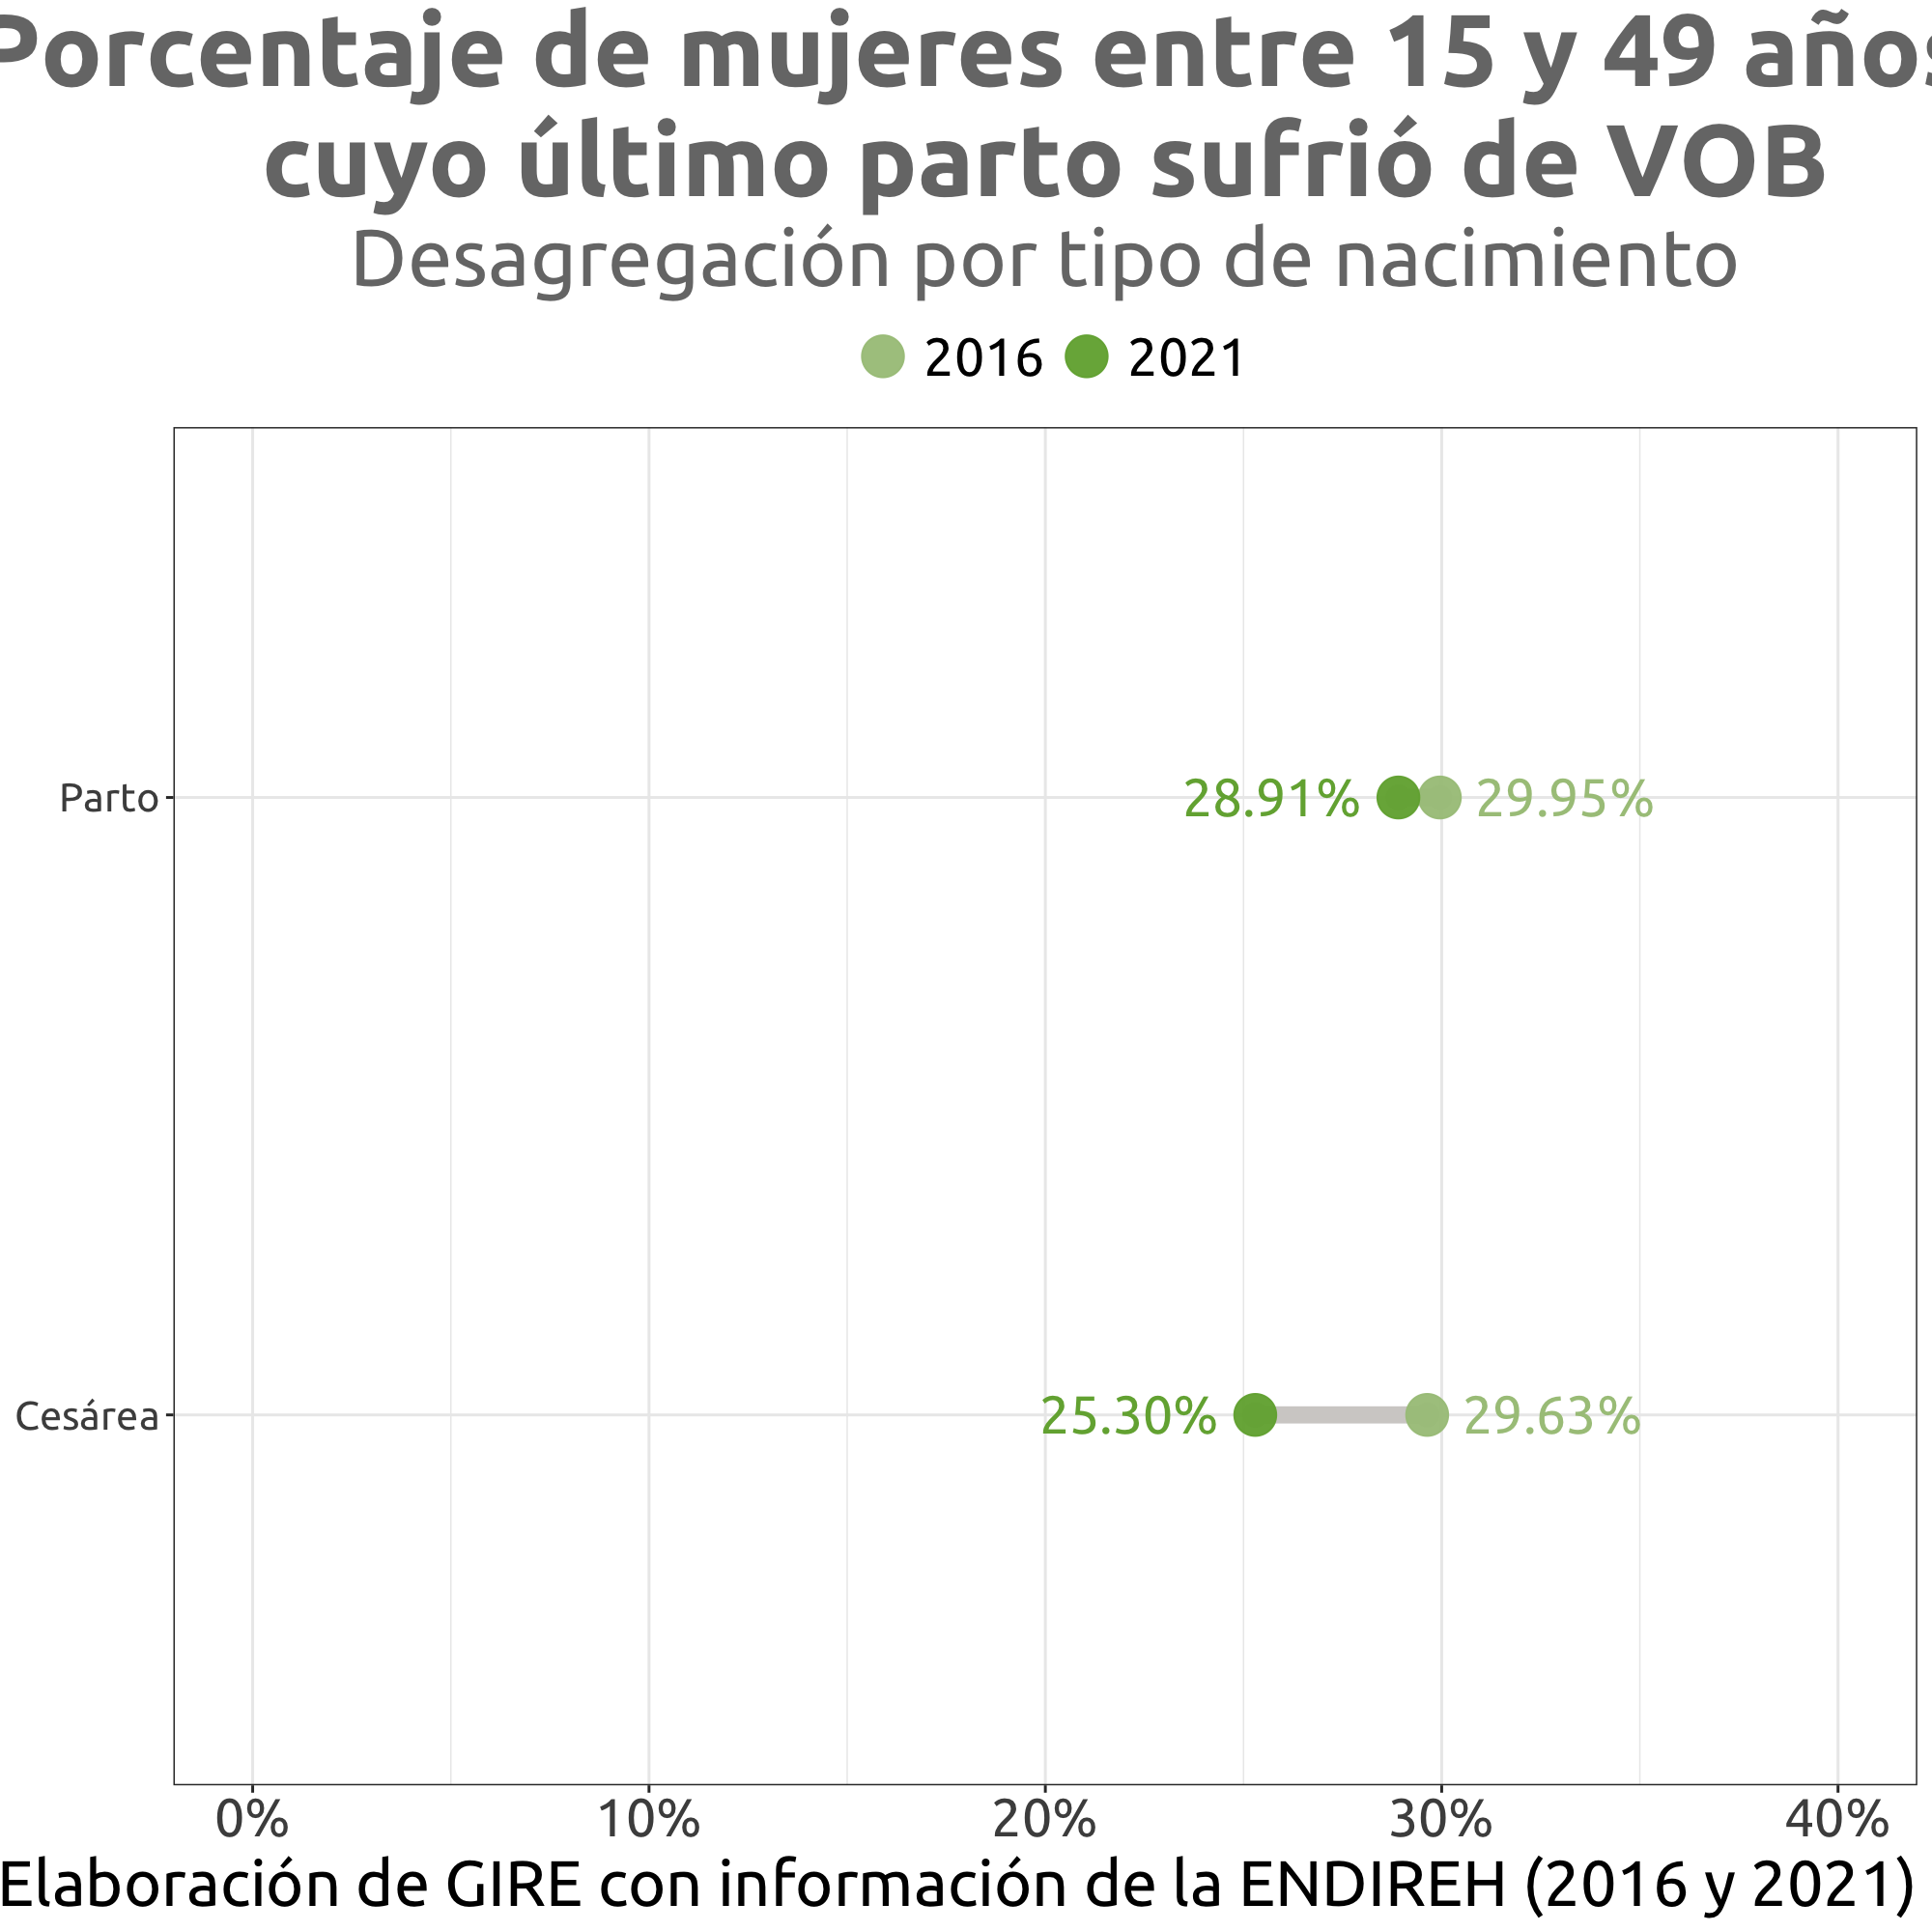 Porcentaje de mujeres entre 15 y 49 años
cuyo último parto sufrió de VOB
Desagregación por tipo de nacimiento
2016 2021
Parto 28.91% 29.95%
Cesárea 25.30% 29.63%
0% 10% 20% 30% 40%
Elaboración de GIRE con información de la ENDIREH (2016 y 2021)